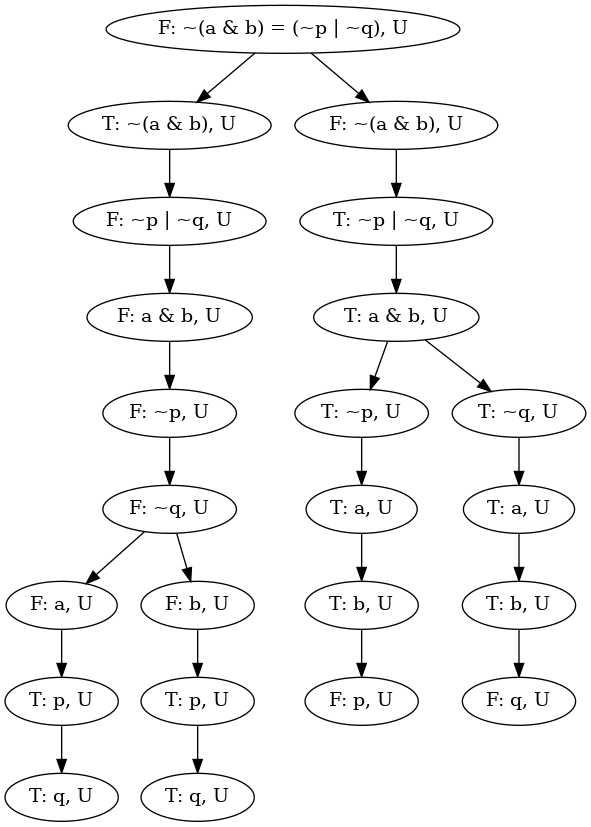 F: ~(a & b) = (~p | ~q), U
T: ~(a & b), U
F: ~(a & b), U
F: ~p | ~q, U
T: ~p | ~q, U
F: a & b, U
T: a & b, U
F: ~p, U
T: ~p, U
T: ~q, U
F: ~q, U
T: a, U
T: a, U
F: a, U
F: b, U
T: b, U
T: b, U
T: p, U
T: p, U
F: p, U
F: q, U
T: q, U
T: q, U